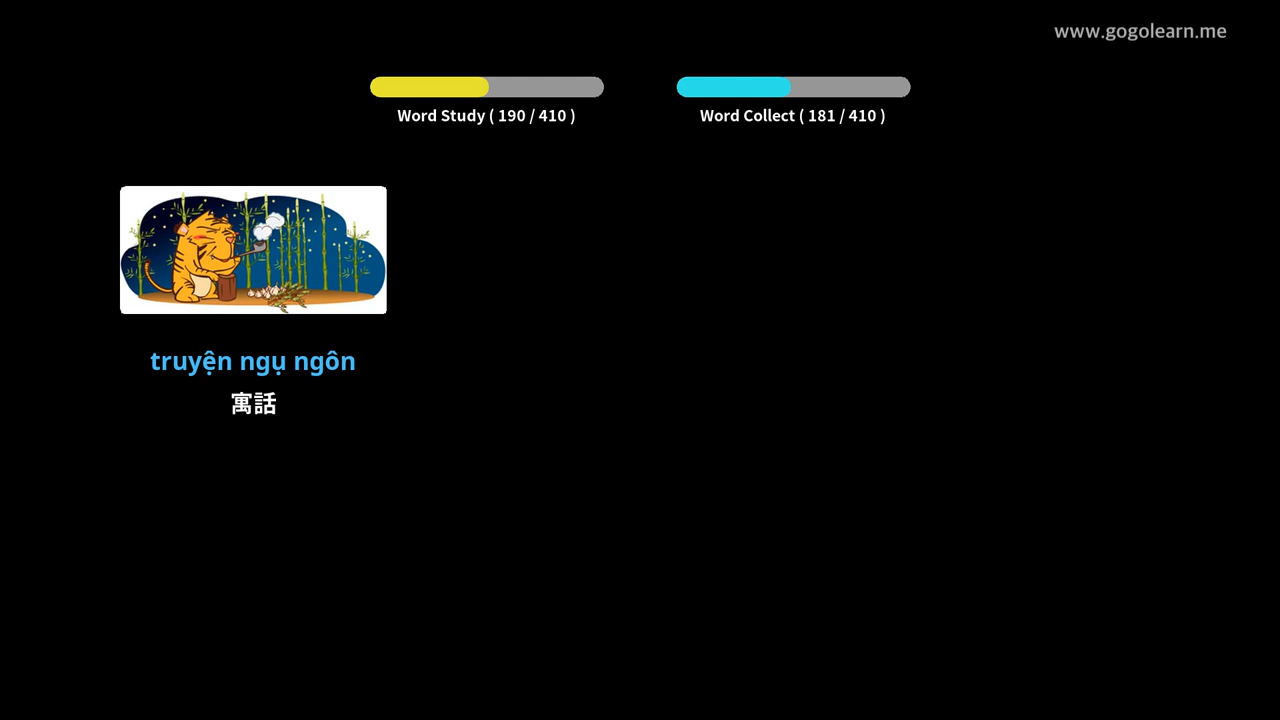 www.gogolearn.me
Word Study ( 190 / 410 )
Word Collect ( 181 / 410 )
truyện ngụ ngôn
寓話